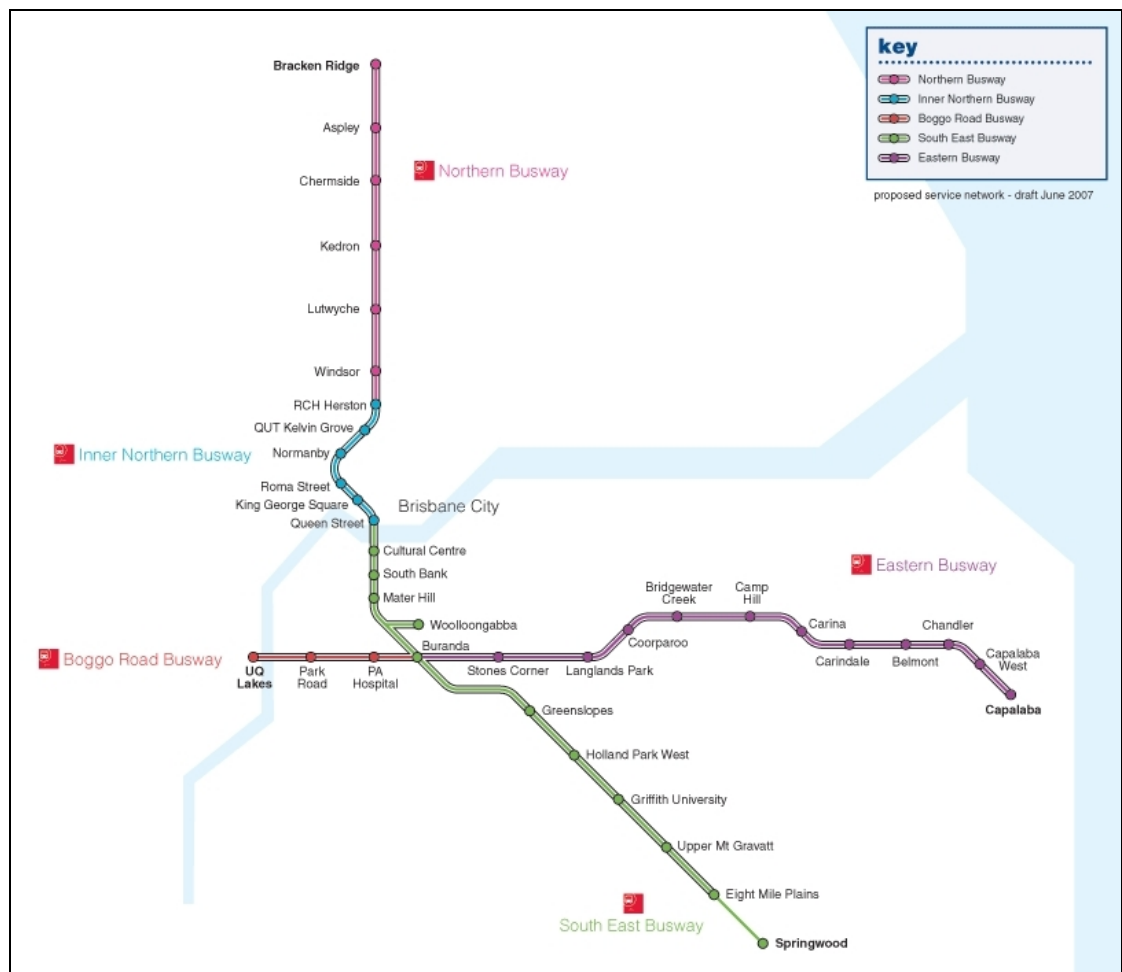 key
Northern Busway
Inner Northern Busway
Boggo Road Busway
South East Busway
Eastern Busway
proposed service network - draft June 2007
Bracken Ridge
Aspley
Northern Busway
Chermside
Kedron
Lutwyche
Windsor
RCH Herston
QUT Kelvin Grove
Inner Northern Busway
Normanby
Roma Street
King George Square
Brisbane City
Queen Street
Cultural Centre
South Bank
Mater Hill
Woolloongabba
Buranda
Boggo Road Busway
UQ
Lakes
Park
Road
PA
Hospital
Stones Corner
Langlands Park
Coorparoo
Bridgewater
Creek
Camp
Hill
Eastern Busway
Carina
Carindale
Belmont
Chandler
Capalaba
West
Capalaba
Greenslopes
Holland Park West
Griffith University
Upper Mt Gravatt
Eight Mile Plains
South East Busway
Springwood